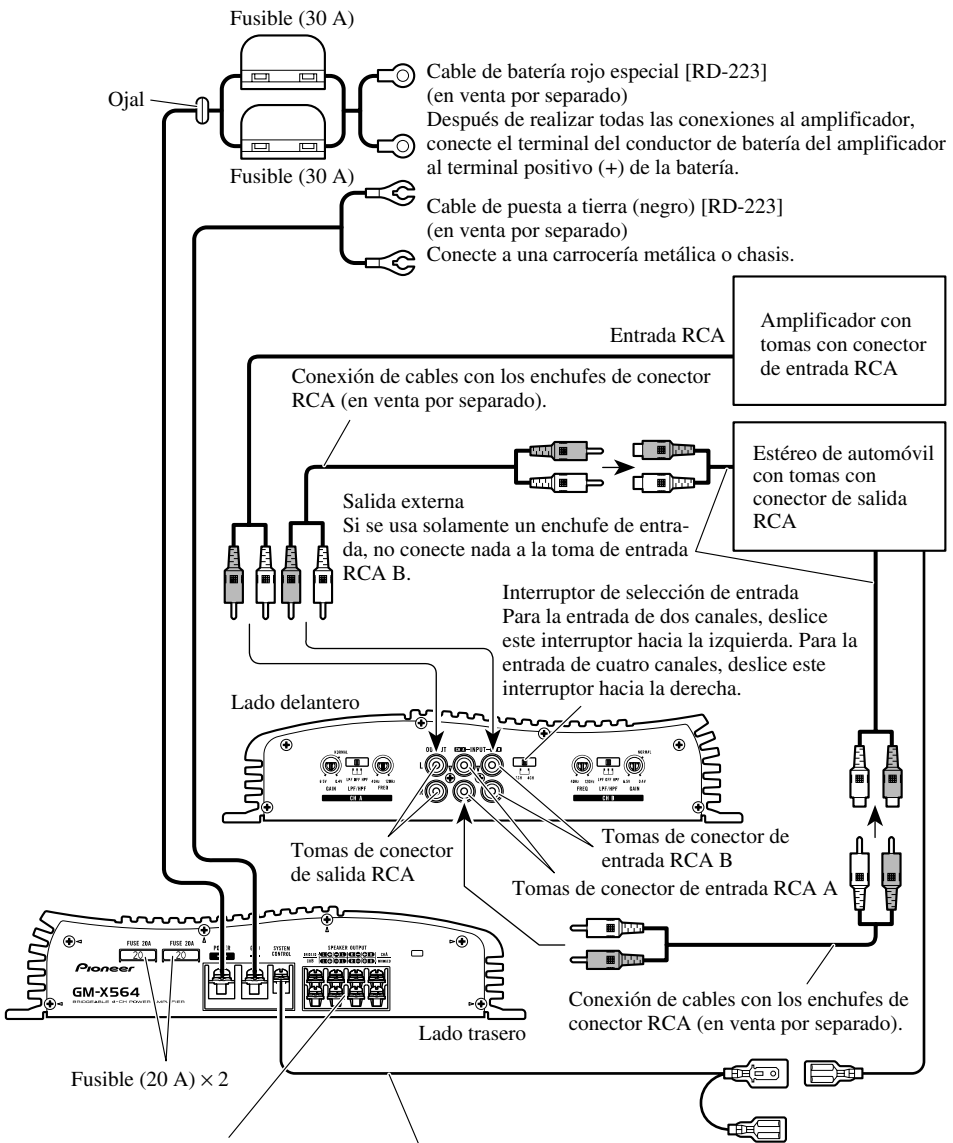 Fusible (30 A)
Ojal
Fusible (30 A)
Cable de batería rojo especial [RD-223]
(en venta por separado)
Después de realizar todas las conexiones al amplificador,
conecte el terminal del conductor de batería del amplificador
al terminal positivo (+) de la batería.
Cable de puesta a tierra (negro) [RD-223]
(en venta por separado)
Conecte a una carrocería metálica o chasis.
Entrada RCA
Amplificador con
tomas con conector
de entrada RCA
Conexión de cables con los enchufes de conector
RCA (en venta por separado).
Estéreo de automóvil
con tomas con
conector de salida
RCA
Salida externa
Si se usa solamente un enchufe de entra-
da, no conecte nada a la toma de entrada
RCA B.
Interruptor de selección de entrada
Para la entrada de dos canales, deslice
este interruptor hacia la izquierda. Para la
entrada de cuatro canales, deslice este
interruptor hacia la derecha.
Lado delantero
NORMAL
LPF OFF HPF
GAIN LPF/HPF FREQ
CH A
INPUT
NORMAL
LPF OFF HPF
FREQ LPF/HPF GAIN
CH B
Tomas de conector
de salida RCA
Tomas de conector de
entrada RCA B
Tomas de conector de entrada RCA A
FUSE 20A FUSE 20A
20 20
SYSTEM
CONTROL
SPEAKER OUTPUT
Pioneer
GM-X564
BRIDGEABLE 4-CH POWER AMPLIFIER
Lado trasero
Fusible (20 A) × 2
Conexión de cables con los enchufes de
conector RCA (en venta por separado).